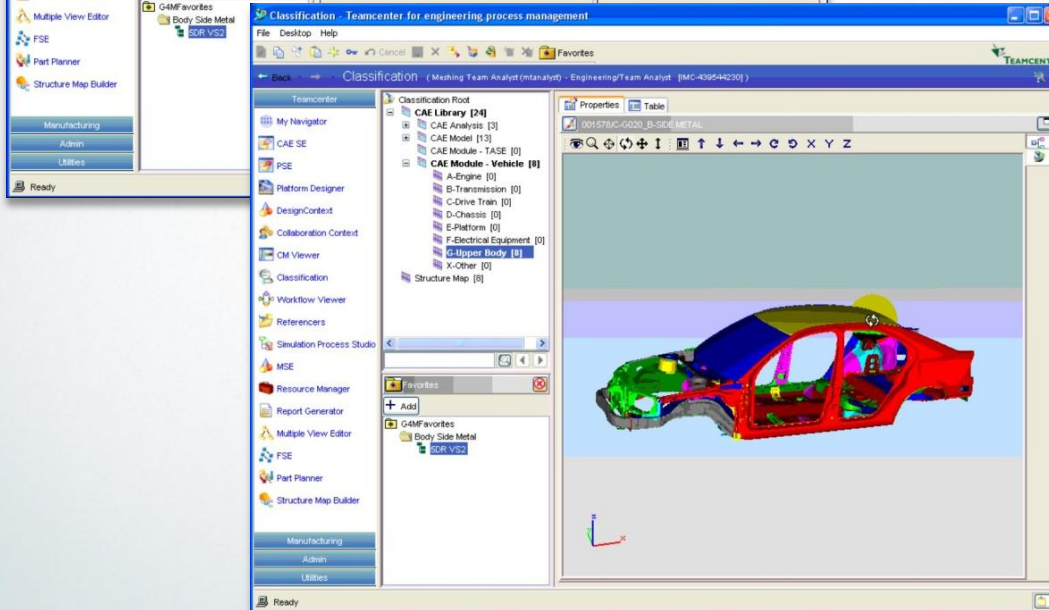 Multiple View Editor
FSE
Part Planner
Structure Map Builder
Manufacturing
Admin
Utilities
Ready
G4MFavorites
Body Side Metal
5DR VS2
Classification - Teamcenter for engineering process management
File Desktop Help
Cancel
Favorites
TEAMCENT
Back
Classification ( Meshing Team Analyst (mtanalyst) - Engineering/Team Analyst [IMC-439544230] )
Teamcenter
My Navigator
CAE SE
PSE
Platform Designer
DesignContext
Collaboration Context
CM Viewer
Classification
Workflow Viewer
Referencers
Simulation Process Studio
MSE
Resource Manager
Report Generator
Multiple View Editor
FSE
Part Planner
Structure Map Builder
Manufacturing
Admin
Utilities
Ready
Classification Root
CAE Library [24]
CAE Analysis [3]
CAE Model [13]
CAE Module - TASE [0]
CAE Module - Vehicle [8]
A-Engine [0]
B-Transmission [0]
C-Drive Train [0]
D-Chassis [0]
E-Platform [0]
F-Electrical Equipment [0]
G-Upper Body [8]
X-Other [0]
Structure Map [8]
Favorites
Add
G4MFavorites
Body Side Metal
5DR VS2
Properties Table
001578/C-G020_B-SIDE METAL
X Y Z
z
x